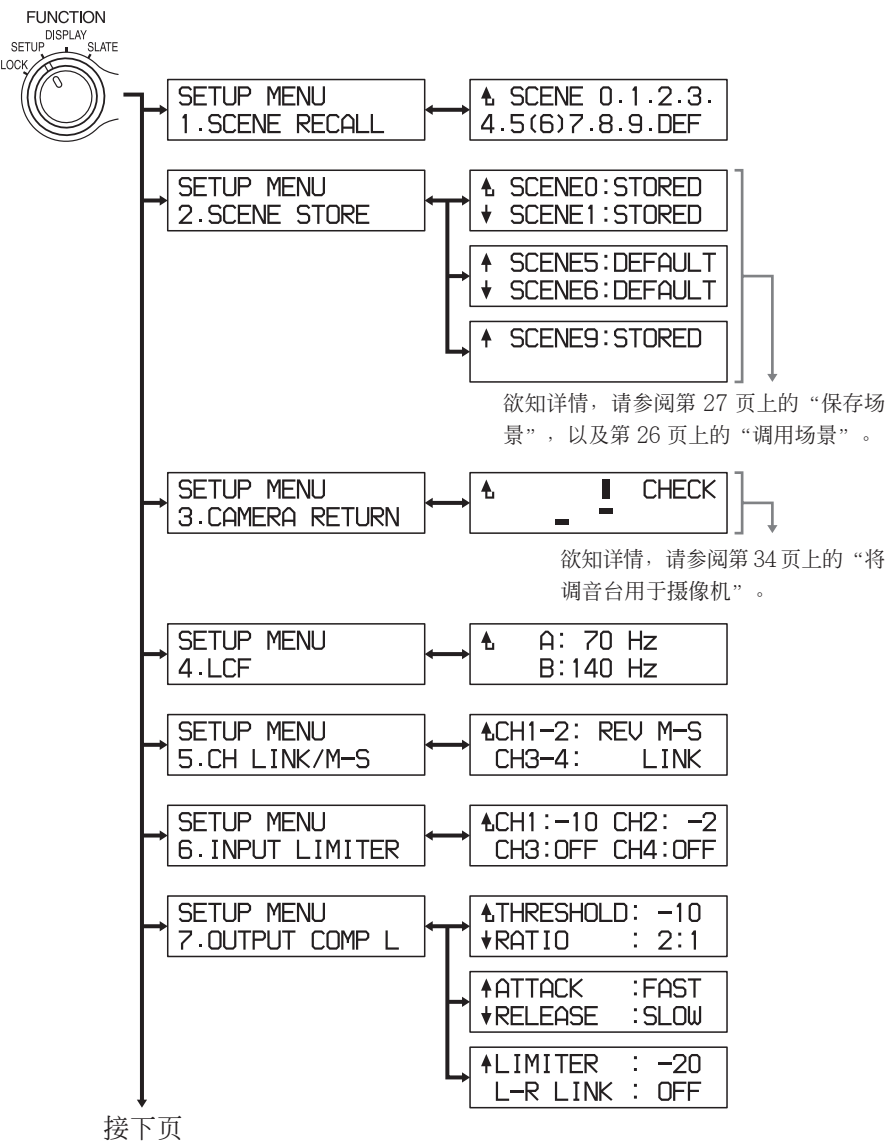 FUNCTION
DISPLAY
SETUP
SLATE
LOCK
SETUP MENU
1.SCENE RECALL
SCENE 0.1.2.3.
4.5(6)7.8.9.DEF
SETUP MENU
2.SCENE STORE
SCENE0:STORED
SCENE1:STORED
SCENE5:DEFAULT
SCENE6:DEFAULT
SCENE9:STORED
欲知详情，请参阅第 27 页上的“保存场
景”，以及第 26 页上的“调用场景”。
SETUP MENU
3.CAMERA RETURN
CHECK
欲知详情，请参阅第 34 页上的“将
调音台用于摄像机”。
SETUP MENU
4.LCF
A: 70 Hz
B:140 Hz
SETUP MENU
5.CH LINK/M-S
CH1-2: REV M-S
CH3-4: LINK
SETUP MENU
6.INPUT LIMITER
CH1:-10 CH2: -2
CH3:OFF CH4:OFF
SETUP MENU
7.OUTPUT COMP L
THRESHOLD: -10
RATIO : 2:1
ATTACK :FAST
RELEASE :SLOW
LIMITER : -20
L-R LINK : OFF
接下页